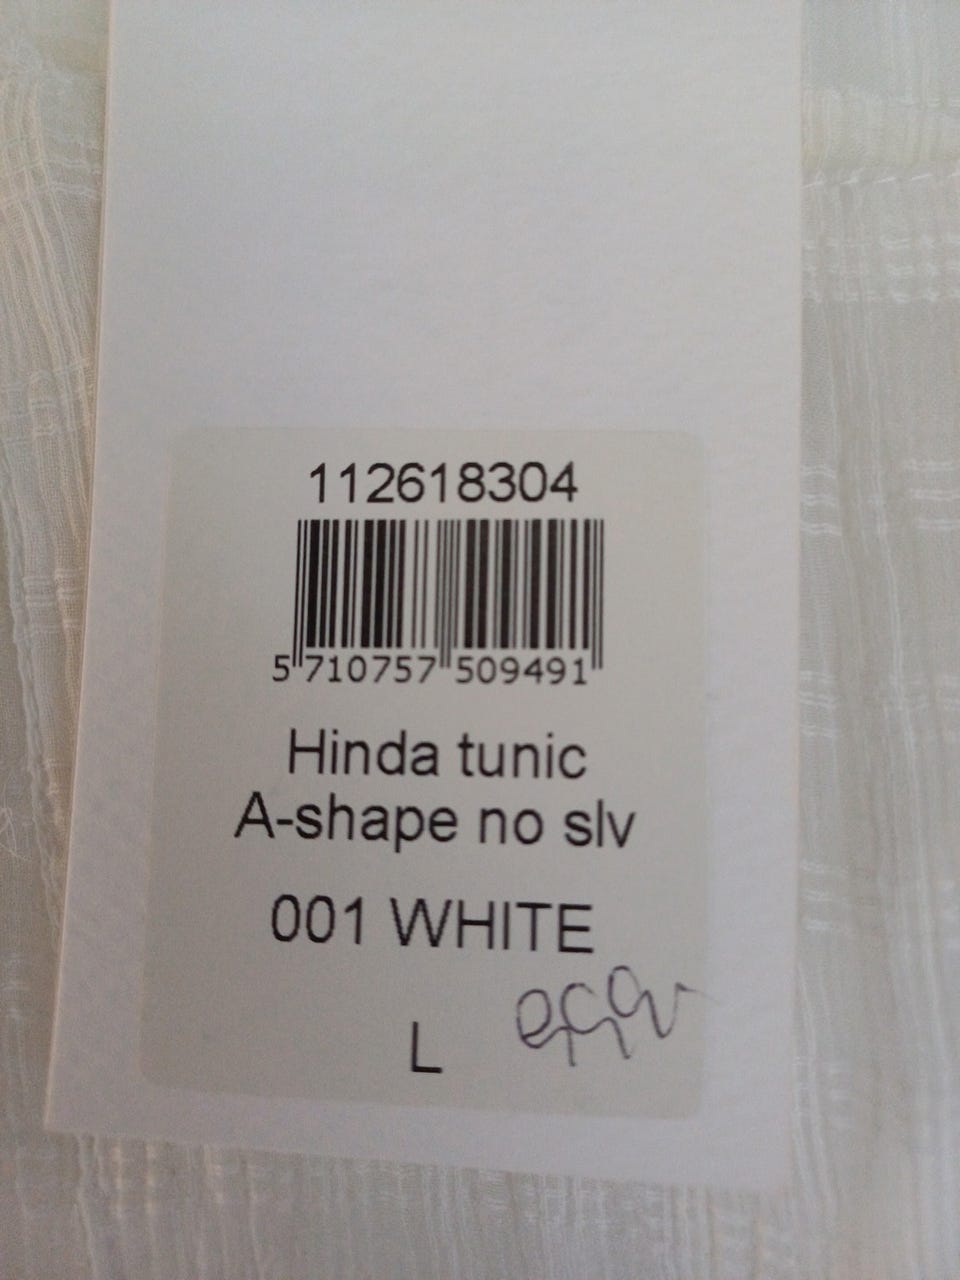 112618304
5 710757 509491
Hinda tunic
A-shape no slv
001 WHITE
L